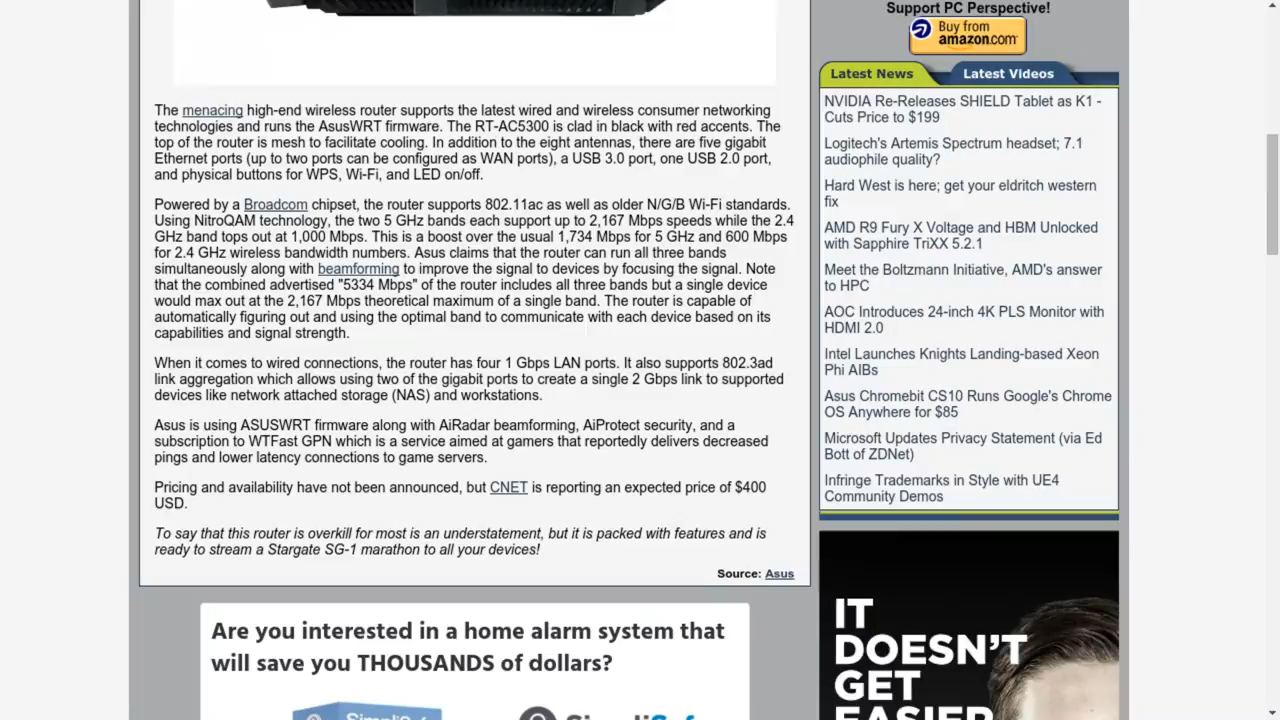 Support PC Perspective!
Buy from
amazon.com
Latest News
Latest Videos
The menacing high-end wireless router supports the latest wired and wireless consumer networking
technologies and runs the AsusWRT firmware. The RT-AC5300 is clad in black with red accents. The
top of the router is mesh to facilitate cooling. In addition to the eight antennas, there are five gigabit
Ethernet ports (up to two ports can be configured as WAN ports), a USB 3.0 port, one USB 2.0 port,
and physical buttons for WPS, Wi-Fi, and LED on/off.
Powered by a Broadcom chipset, the router supports 802.11ac as well as older N/G/B Wi-Fi standards.
Using NitroQAM technology, the two 5 GHz bands each support up to 2,167 Mbps speeds while the 2.4
GHz band tops out at 1,000 Mbps. This is a boost over the usual 1,734 Mbps for 5 GHz and 600 Mbps
for 2.4 GHz wireless bandwidth numbers. Asus claims that the router can run all three bands
simultaneously along with beamforming to improve the signal to devices by focusing the signal. Note
that the combined advertised "5334 Mbps" of the router includes all three bands but a single device
would max out at the 2,167 Mbps theoretical maximum of a single band. The router is capable of
automatically figuring out and using the optimal band to communicate with each device based on its
capabilities and signal strength.
When it comes to wired connections, the router has four 1 Gbps LAN ports. It also supports 802.3ad
link aggregation which allows using two of the gigabit ports to create a single 2 Gbps link to supported
devices like network attached storage (NAS) and workstations.
Asus is using ASUSWRT firmware along with AiRadar beamforming, AiProtect security, and a
subscription to WTFast GPN which is a service aimed at gamers that reportedly delivers decreased
pings and lower latency connections to game servers.
Pricing and availability have not been announced, but CNET is reporting an expected price of $400
USD.
To say that this router is overkill for most is an understatement, but it is packed with features and is
ready to stream a Stargate SG-1 marathon to all your devices!
Source: Asus
NVIDIA Re-Releases SHIELD Tablet as K1 -
Cuts Price to $199
Logitech's Artemis Spectrum headset; 7.1
audiophile quality?
Hard West is here; get your eldritch western
fix
AMD R9 Fury X Voltage and HBM Unlocked
with Sapphire TriXX 5.2.1
Meet the Boltzmann Initiative, AMD's answer
to HPC
AOC Introduces 24-inch 4K PLS Monitor with
HDMI 2.0
Intel Launches Knights Landing-based Xeon
Phi AIBs
Asus Chromebit CS10 Runs Google's Chrome
OS Anywhere for $85
Microsoft Updates Privacy Statement (via Ed
Bott of ZDNet)
Infringe Trademarks in Style with UE4
Community Demos
Are you interested in a home alarm system that
will save you THOUSANDS of dollars?
SimpliSafe
SimpliSafe
IT
DOESN'T
GET
EASIER